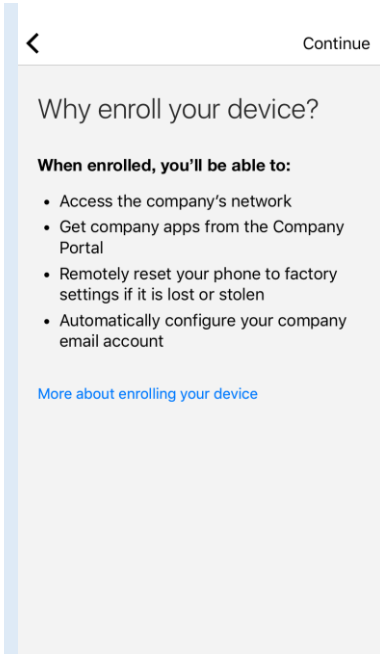 Continue
Why enroll your device?
When enrolled, you’ll be able to:
• Access the company’s network
• Get company apps from the Company
Portal
• Remotely reset your phone to factory
settings if it is lost or stolen
• Automatically configure your company
email account
More about enrolling your device